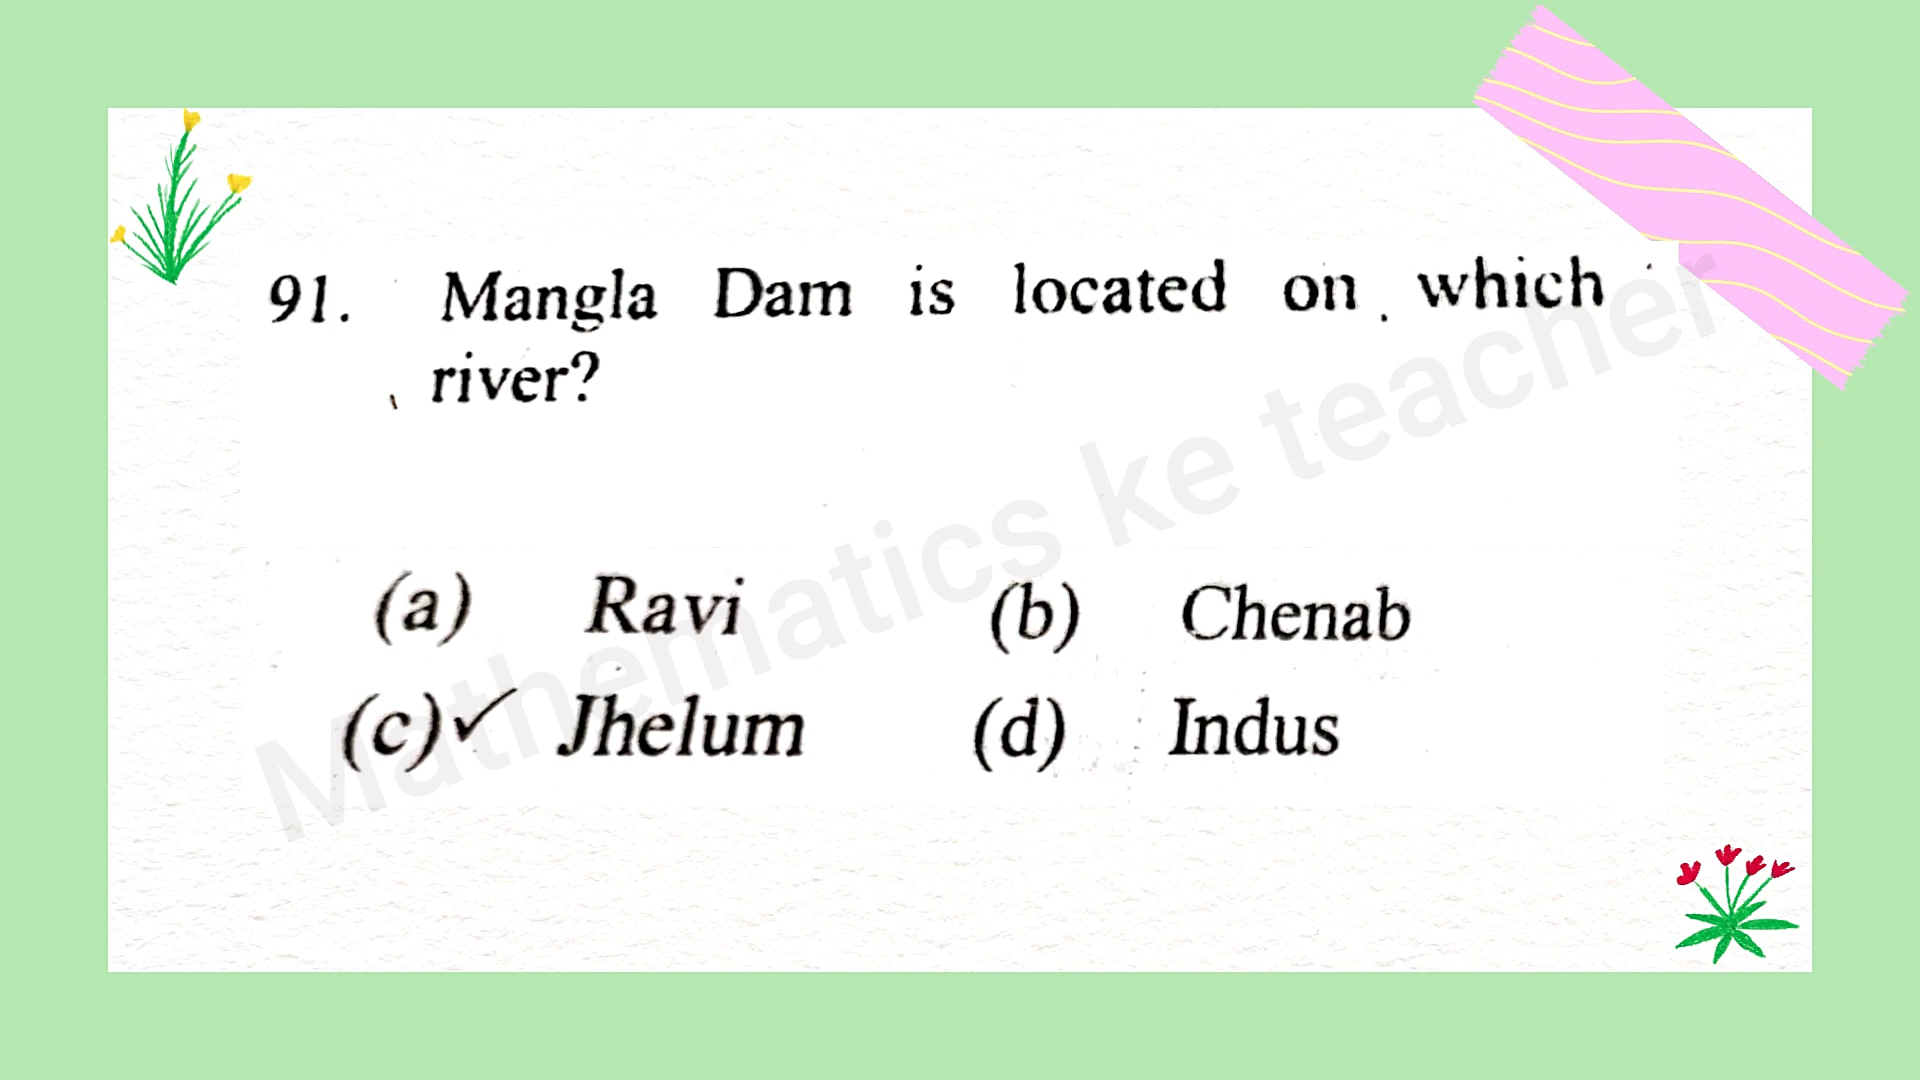 91. Mangla Dam is located on which
river?
(a) Ravi (b) Chenab
(c)✓ Jhelum (d) Indus
Mathematics ke teacher